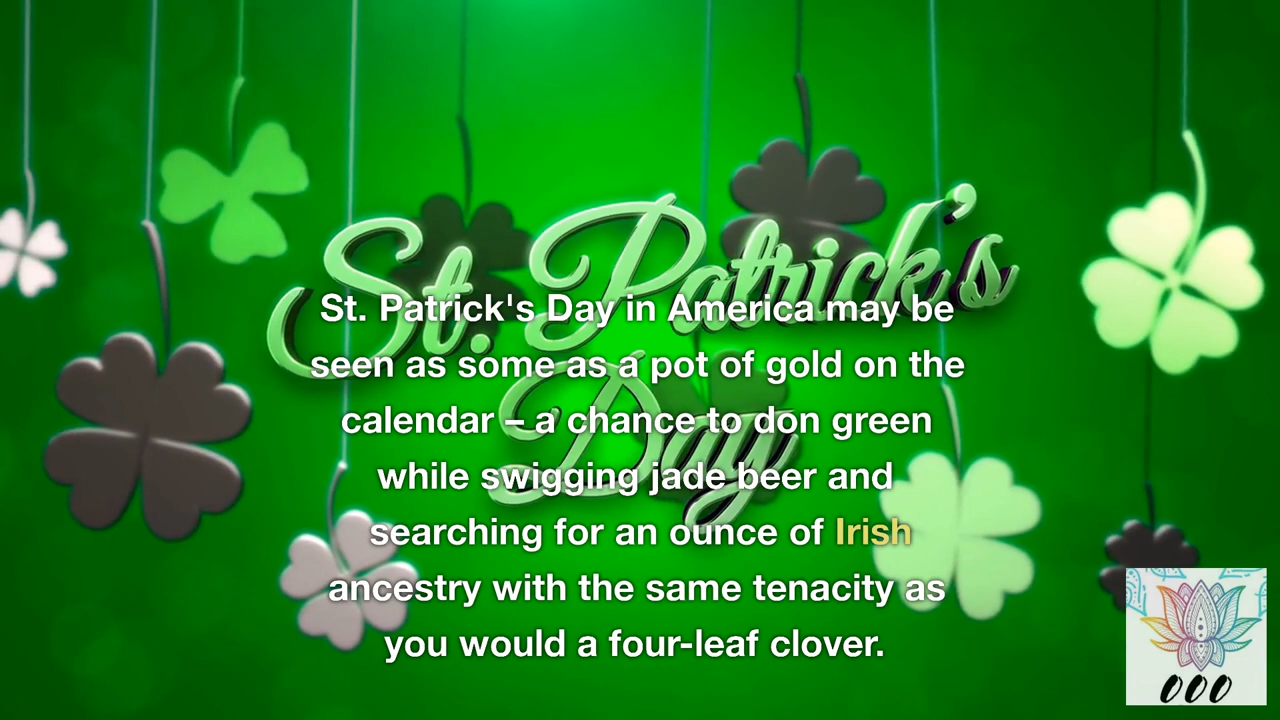 St. Patrick's
Day
St. Patrick's Day in America may be
seen as some as a pot of gold on the
calendar – a chance to don green
while swigging jade beer and
searching for an ounce of Irish
ancestry with the same tenacity as
you would a four-leaf clover.
ooo